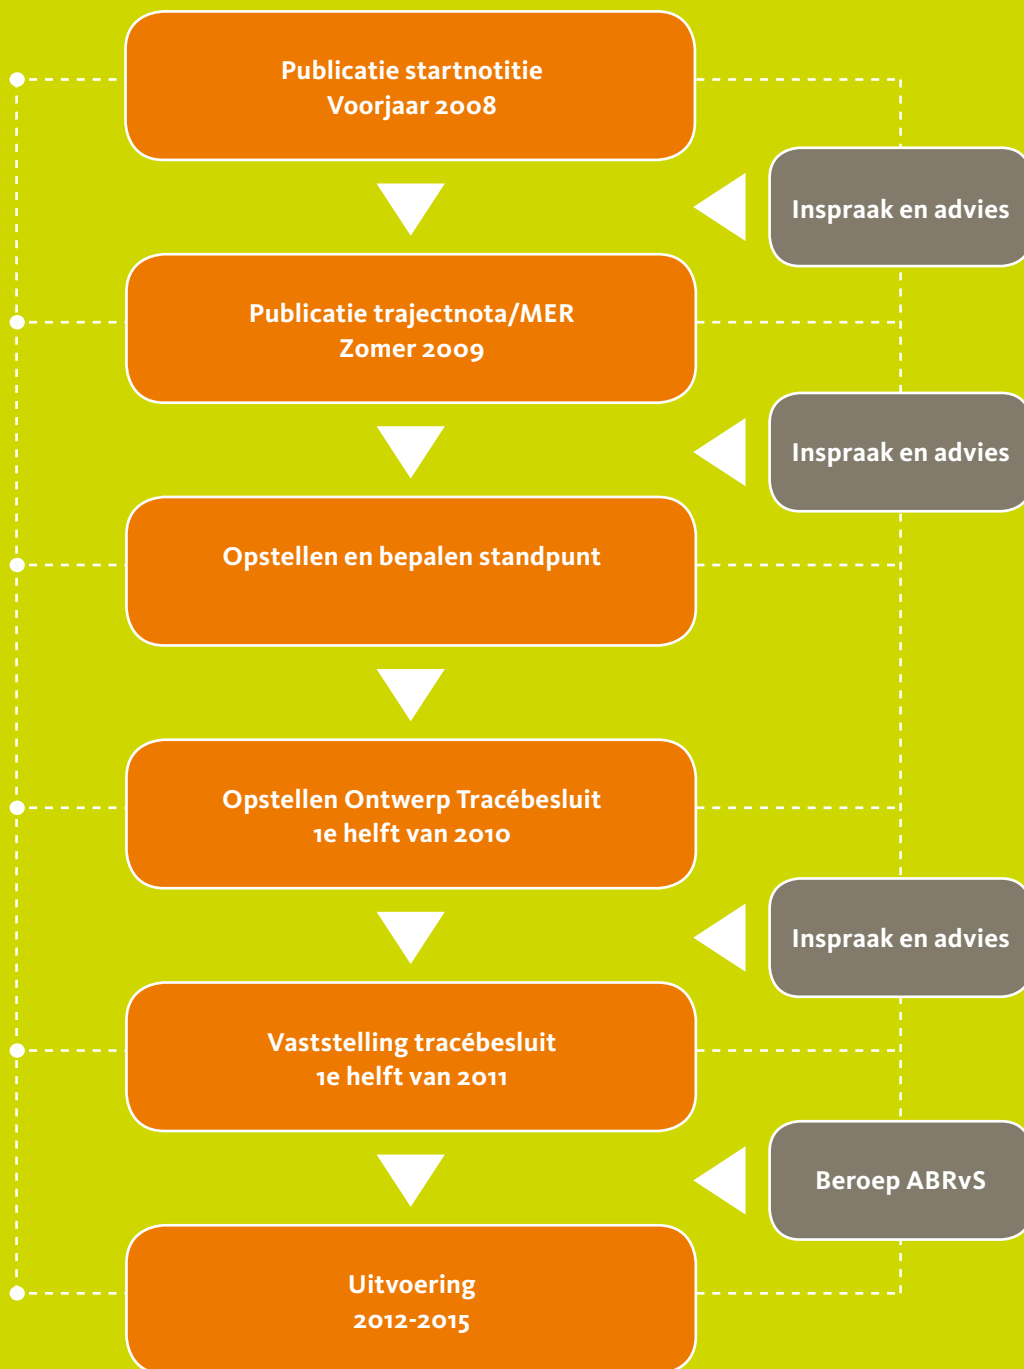 Publicatie startnotitie
Voorjaar 2008
Inspraak en advies
Publicatie trajectnota/MER
Zomer 2009
Inspraak en advies
Opstellen en bepalen standpunt
Opstellen Ontwerp Tracébesluit
1e helft van 2010
Inspraak en advies
Vaststelling tracébesluit
1e helft van 2011
Beroep ABRvS
Uitvoering
2012-2015